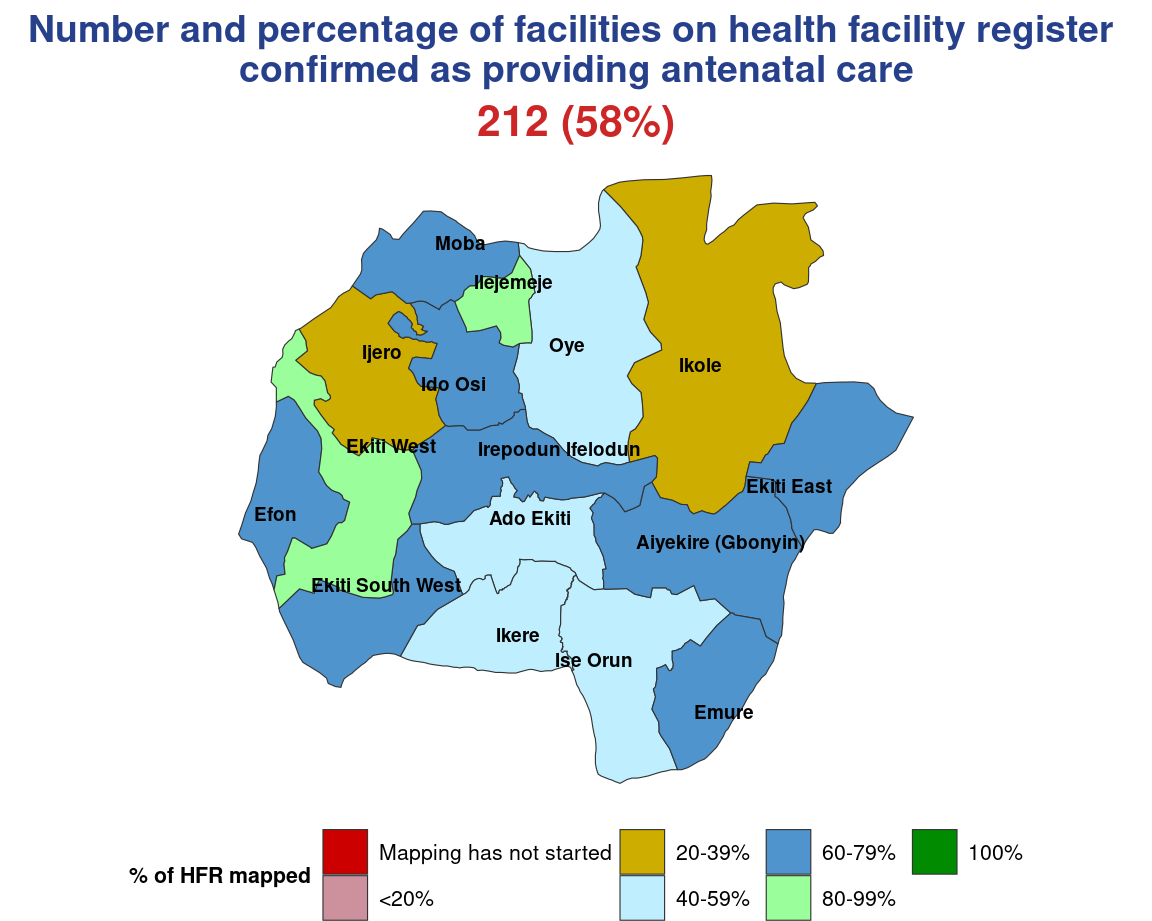 Number and percentage of facilities on health facility register
confirmed as providing antenatal care
212 (58%)
Moba
Ilejemeje
Oye
Ijero
Ikole
Ido Osi
Ekiti West
Irepodun Ifelodun
Ekiti East
Efon
Ado Ekiti
Aiyekire (Gbonyin)
Ekiti South West
Ikere
Ise Orun
Emure
% of HFR mapped
Mapping has not started
<20%
20-39%
40-59%
60-79%
80-99%
100%